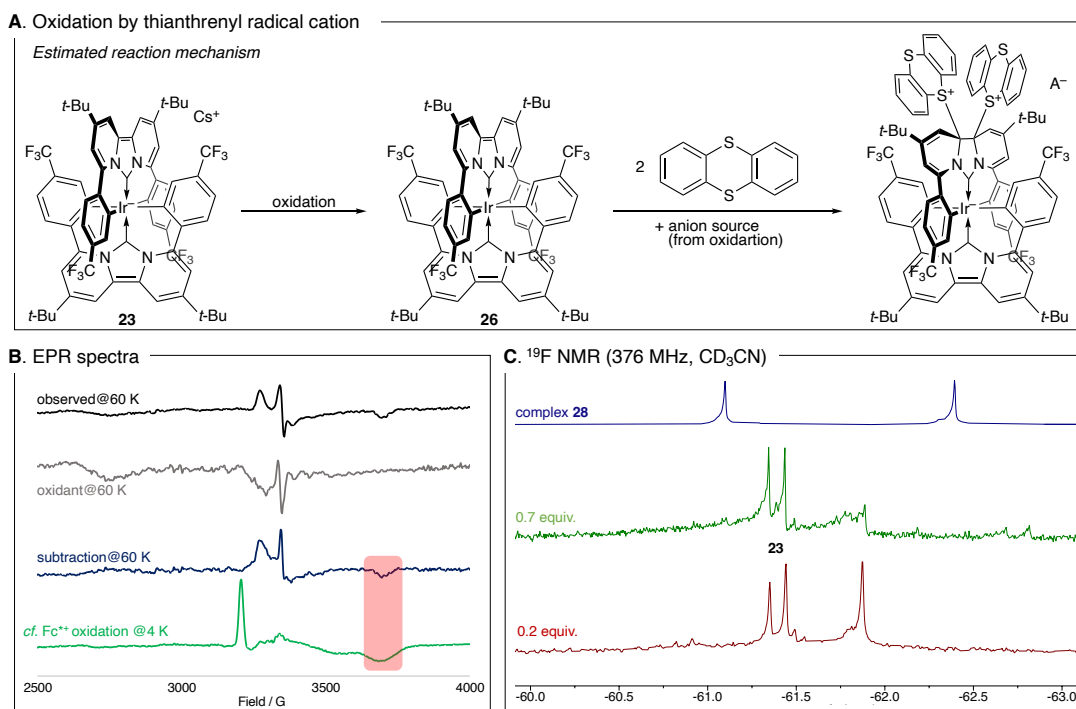 A. Oxidation by thianthrenyl radical cation
Estimated reaction mechanism
t-Bu
t-Bu
Cs⁺
F₃C
CF₃
N
N
Ir
F₃C
CF₃
N
N
t-Bu
t-Bu
23
oxidation
t-Bu
t-Bu
F₃C
CF₃
N
N
Ir
F₃C
CF₃
N
N
t-Bu
t-Bu
26
2
S
S
+ anion source
(from oxidartion)
S
S
S⁺
S⁺
A⁻
t-Bu
t-Bu
F₃C
CF₃
N
N
Ir
F₃C
CF₃
N
N
t-Bu
t-Bu
B. EPR spectra
observed@60 K
oxidant@60 K
subtraction@60 K
cf. Fc*⁺ oxidation @4 K
2500 3000 3500 4000
Field / G
C. ¹⁹F NMR (376 MHz, CD₃CN)
complex 28
0.7 equiv.
23
0.2 equiv.
-60.0 -60.5 -61.0 -61.5 -62.0 -62.5 -63.0